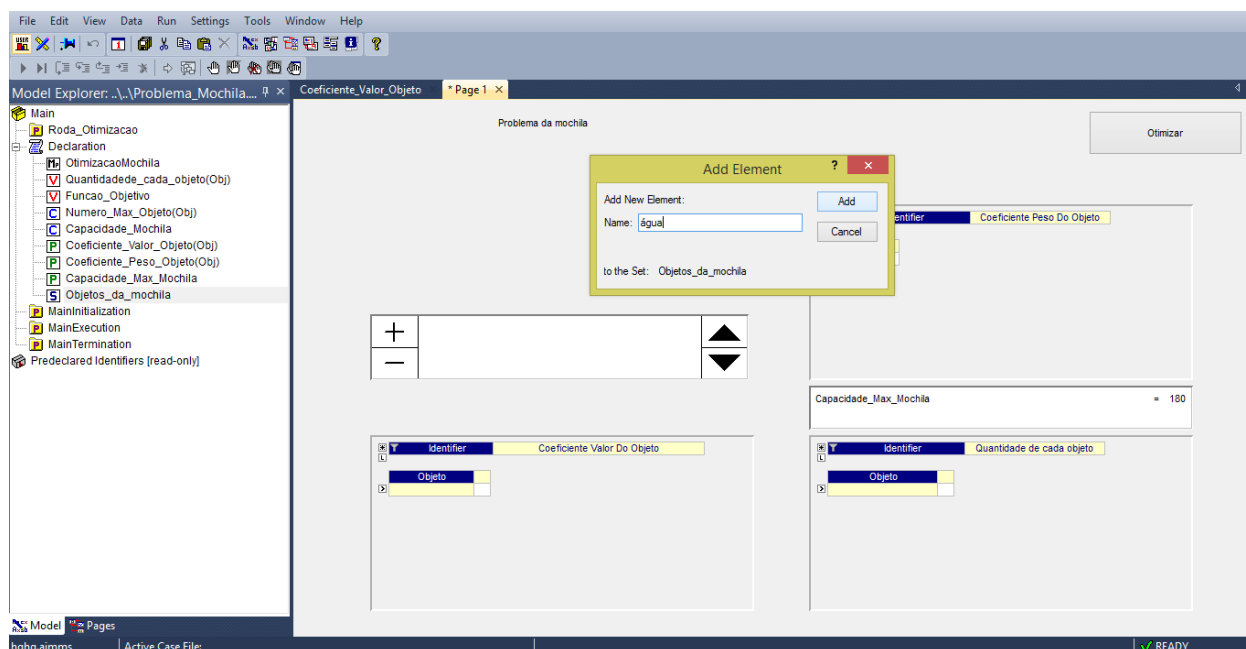 File Edit View Data Run Settings Tools Window Help
Model Explorer: ..\..\Problema_Mochila....
Coeficiente_Valor_Objeto
* Page 1
Main
Roda_Otimizacao
Declaration
OtimizacaoMochila
Quantidadede_cada_objeto(Obj)
Funcao_Objetivo
Numero_Max_Objeto(Obj)
Capacidade_Mochila
Coeficiente_Valor_Objeto(Obj)
Coeficiente_Peso_Objeto(Obj)
Capacidade_Max_Mochila
Objetos_da_mochila
MainInitialization
MainExecution
MainTermination
Predeclared Identifiers [read-only]
Model
Pages
Problema da mochila
Otimizar
Add Element
Add New Element:
Add
Name: água
Cancel
to the Set: Objetos_da_mochila
entifier Coeficiente Peso Do Objeto
Capacidade_Max_Mochila = 180
Identifier Coeficiente Valor Do Objeto
Objeto
Identifier Quantidade de cada objeto
Objeto
Active Case File:
READY